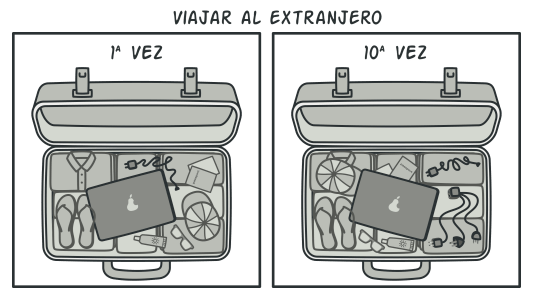 VIAJAR AL EXTRANJERO
1ª VEZ
10ª VEZ